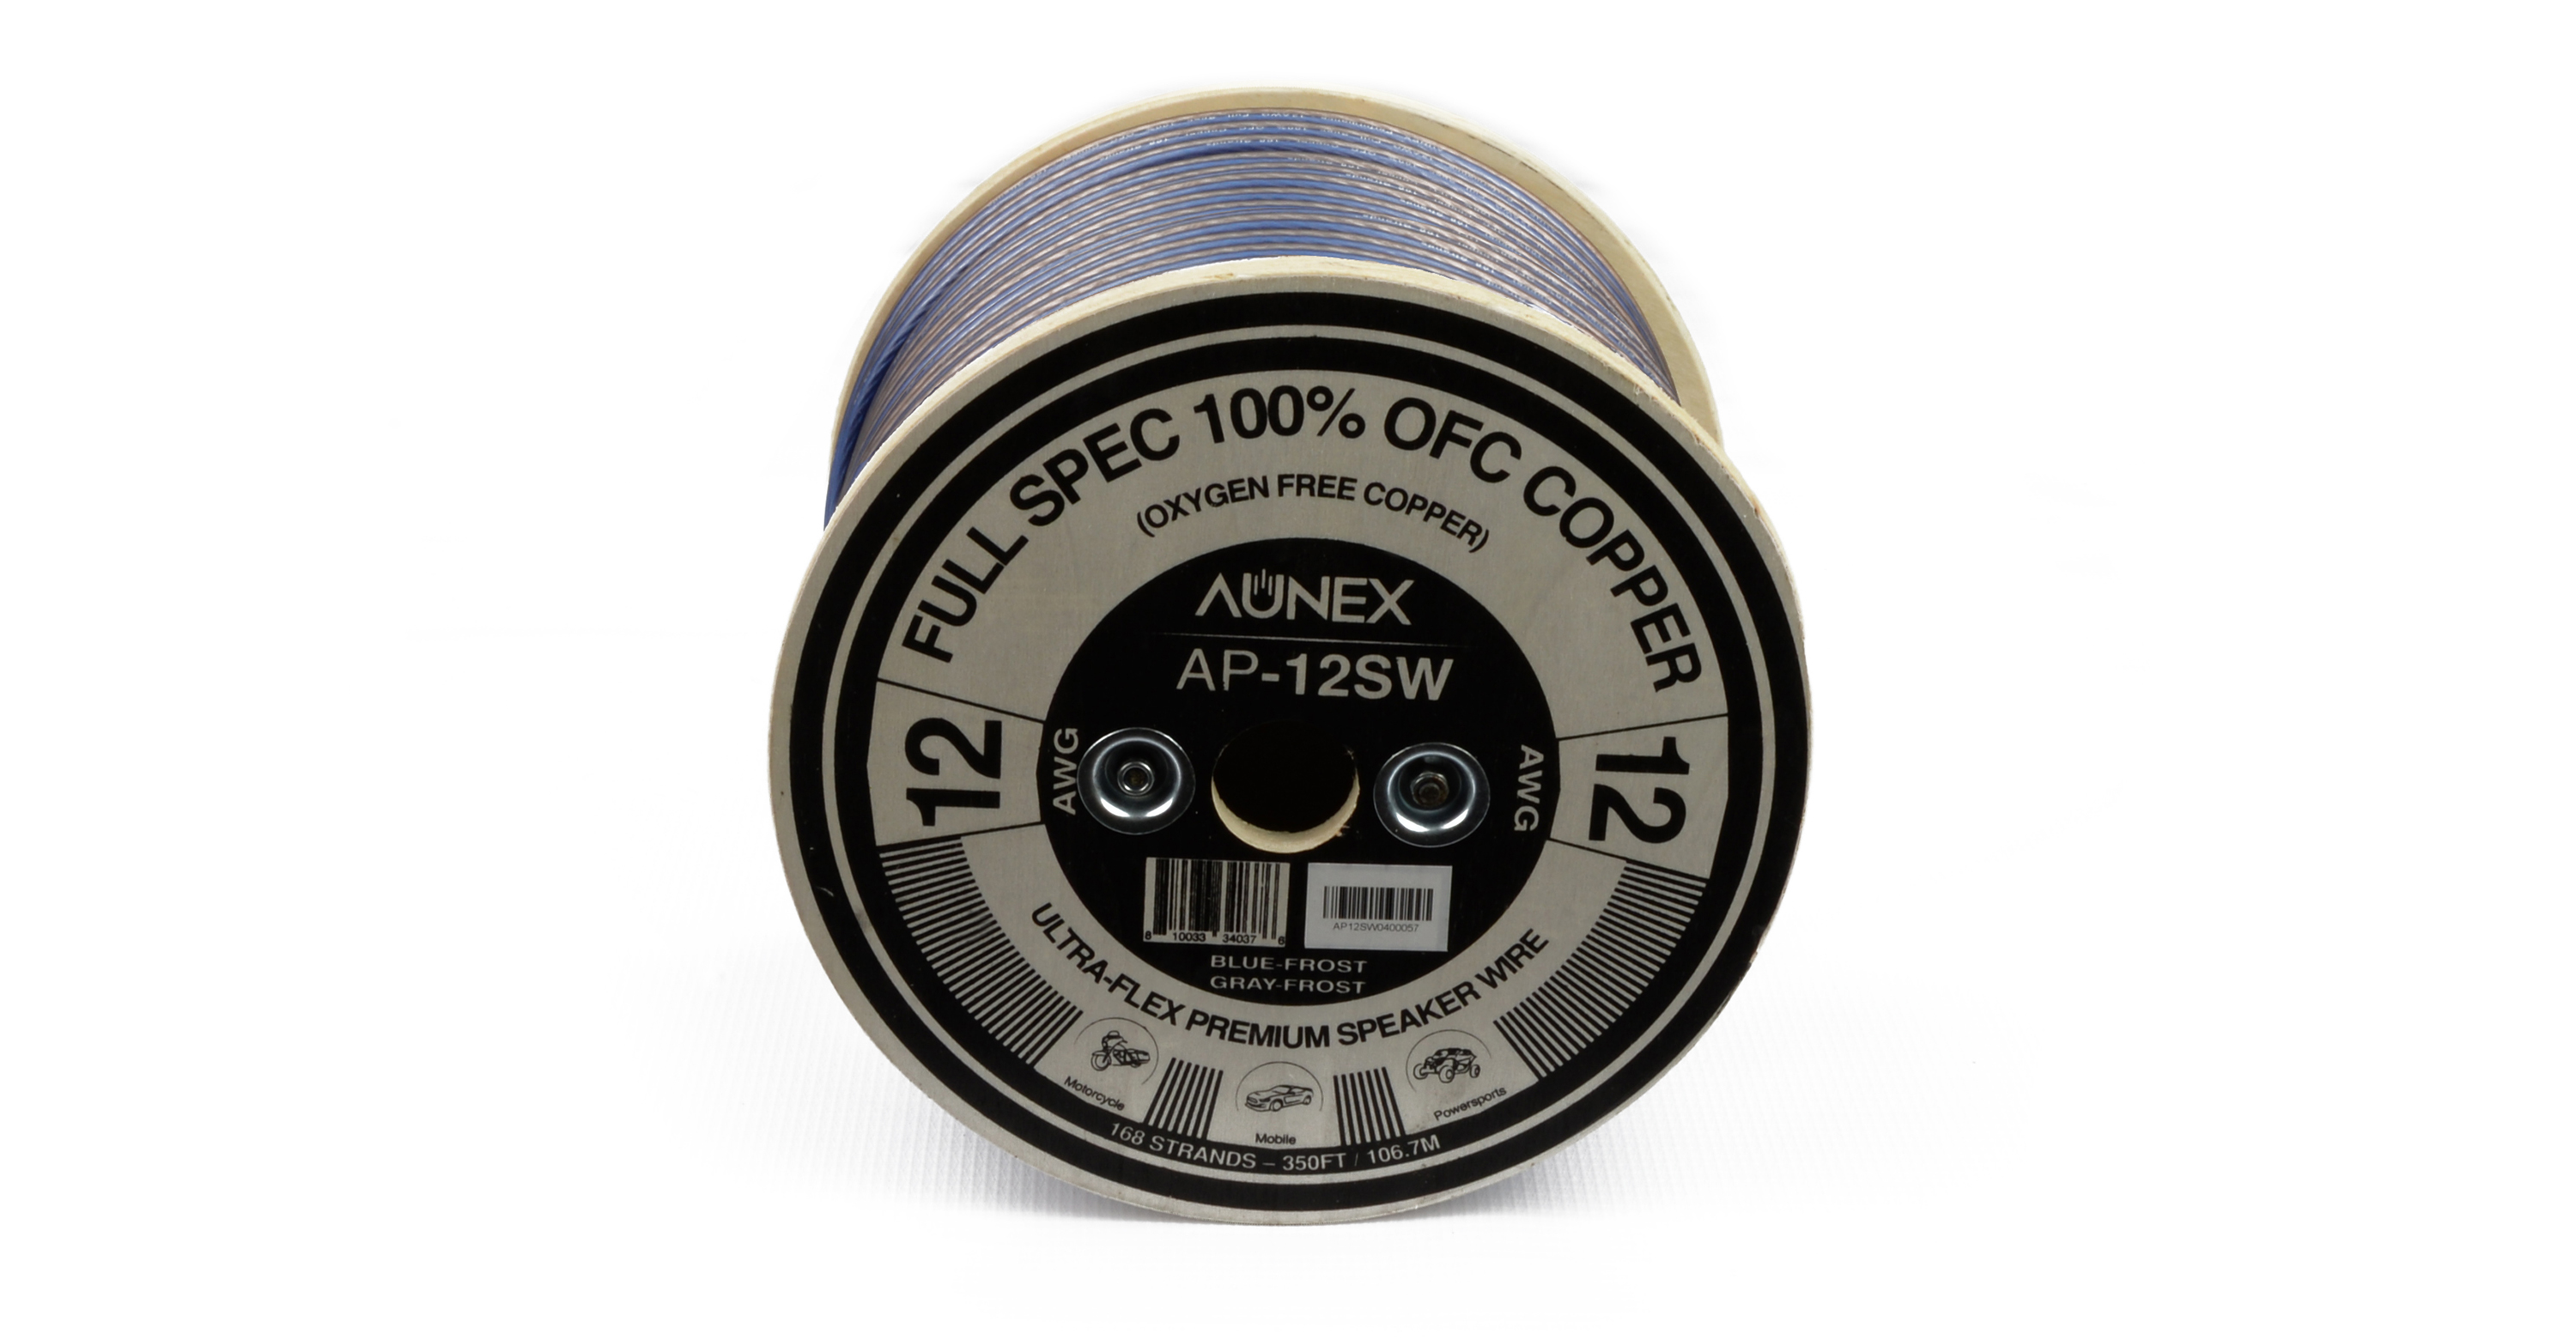 FULL SPEC 100% OFC COPPER
(OXYGEN FREE COPPER)
AUNEX
AP-12SW
12
AWG
AWG
12
8 10033 34037 6
AP12SW0400057
BLUE-FROST
GRAY-FROST
ULTRA-FLEX PREMIUM SPEAKER WIRE
Motorcycle
Mobile
Powersports
168 STRANDS – 350FT / 106.7M